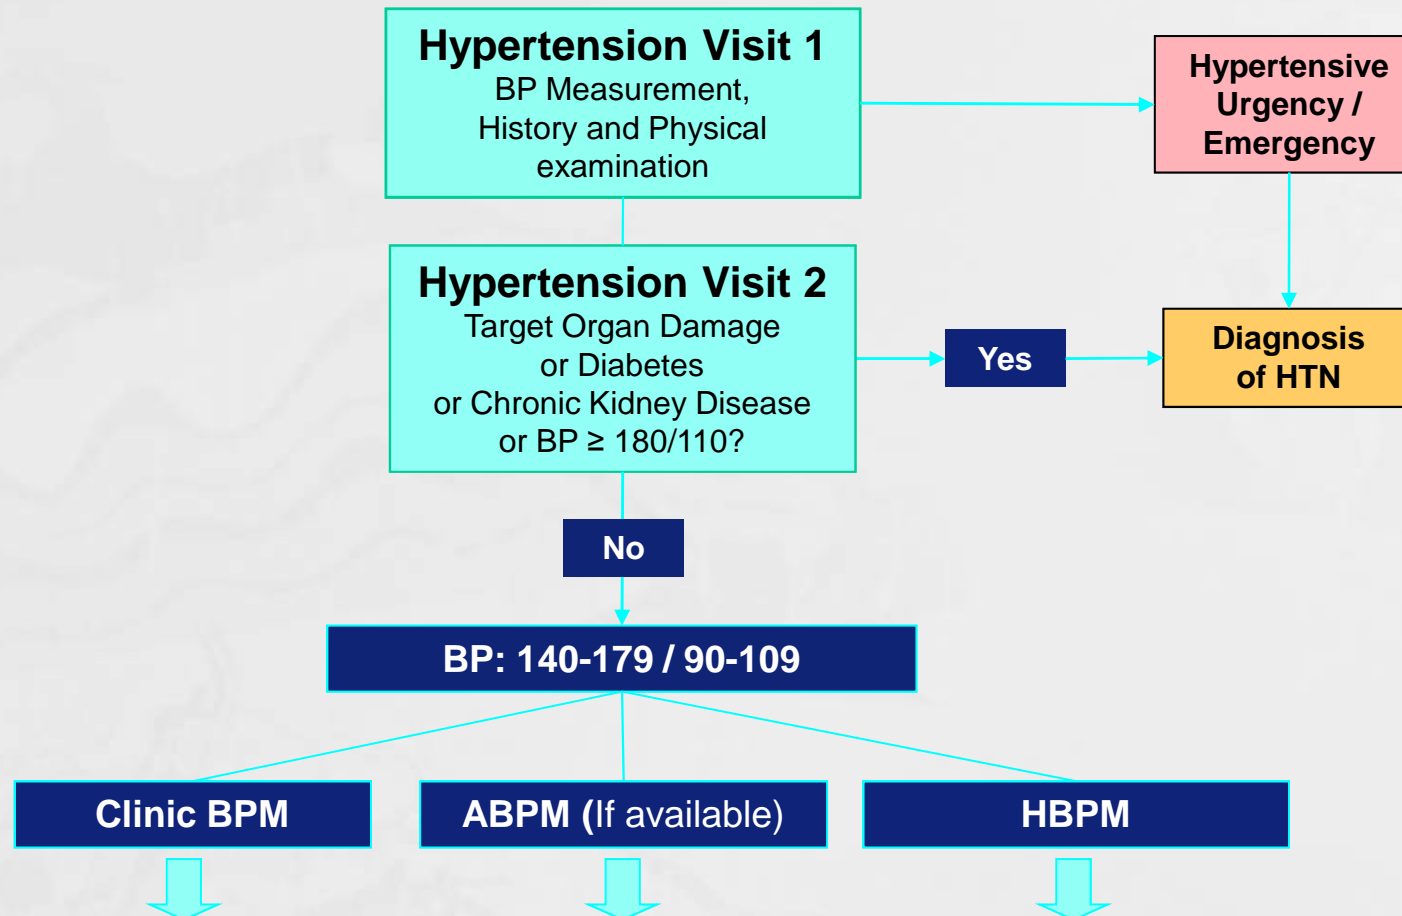 Hypertension Visit 1
BP Measurement,
History and Physical
examination
Hypertensive
Urgency /
Emergency
Hypertension Visit 2
Target Organ Damage
or Diabetes
or Chronic Kidney Disease
or BP ≥ 180/110?
Yes
Diagnosis
of HTN
No
BP: 140-179 / 90-109
Clinic BPM
ABPM (If available)
HBPM